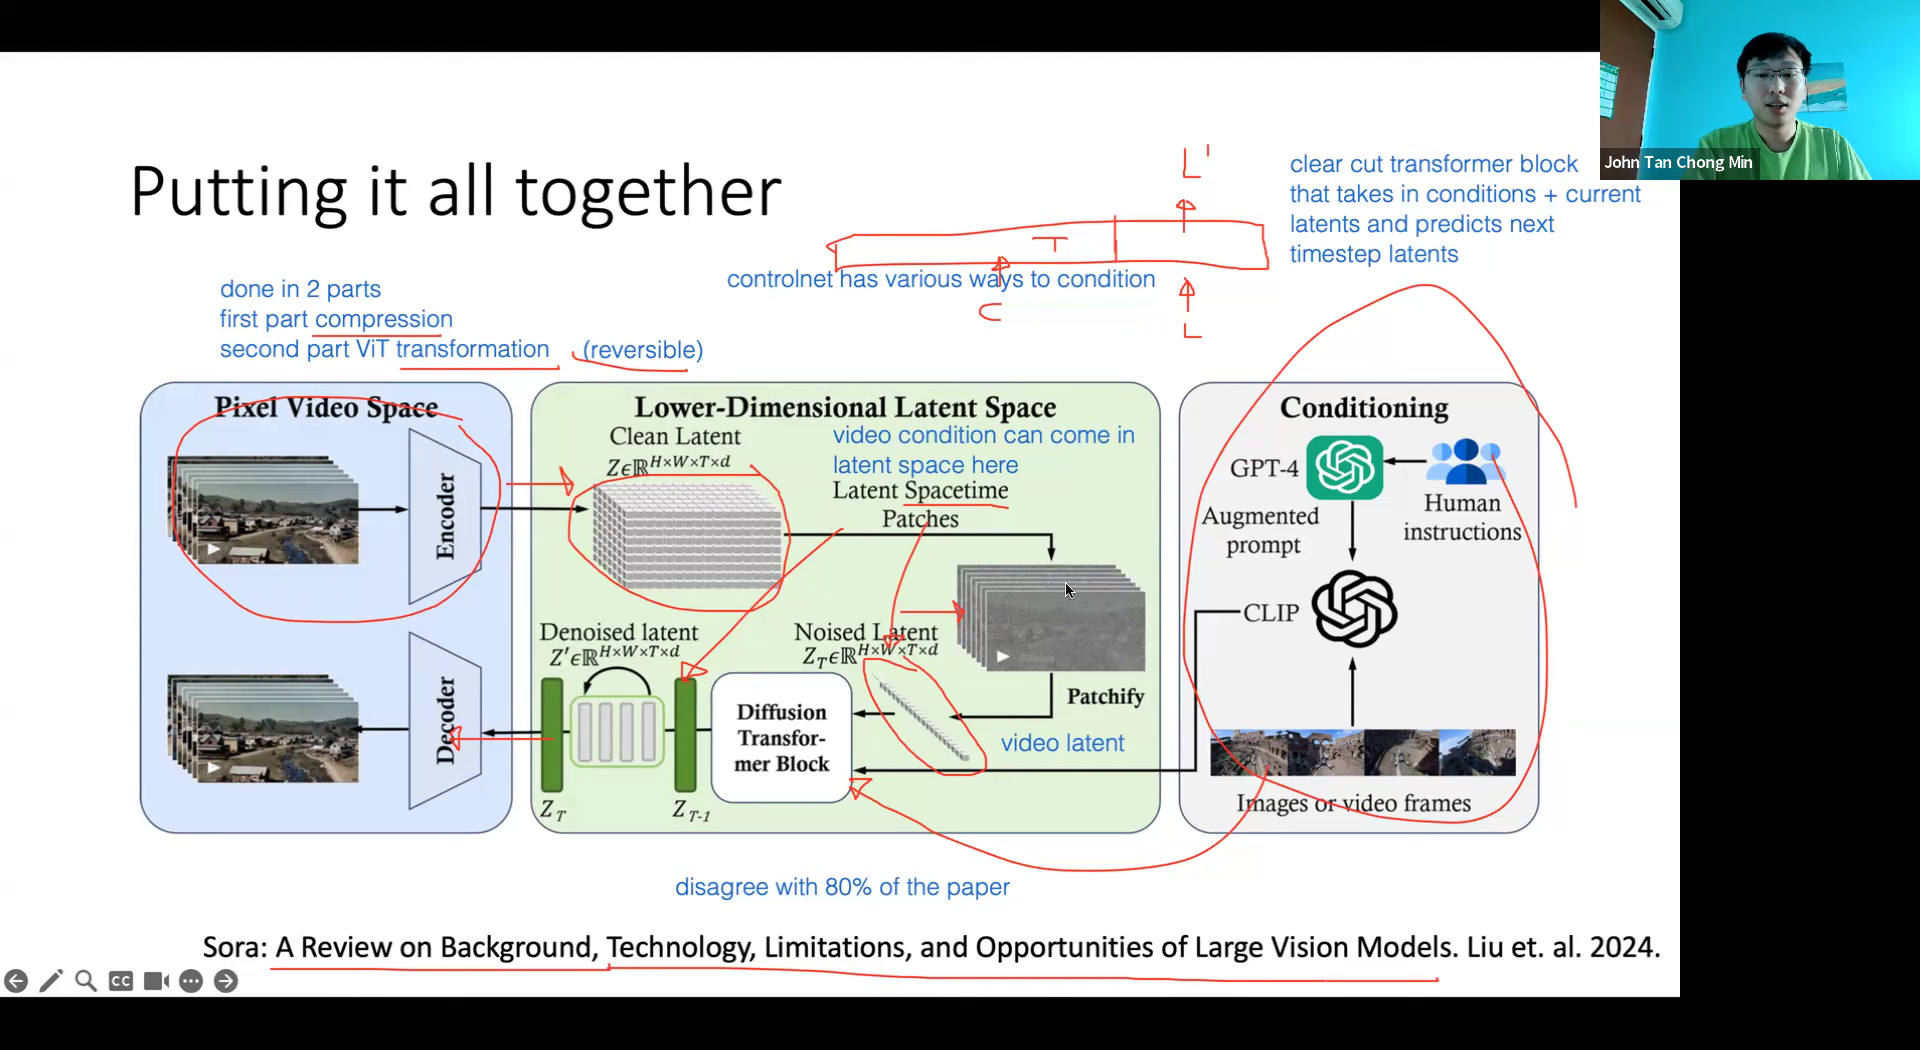 John Tan Chong Min
Putting it all together
L'
clear cut transformer block
that takes in conditions + current
latents and predicts next
timestep latents
T
controlnet has various ways to condition
C
L
done in 2 parts
first part compression
second part ViT transformation (reversible)
Pixel Video Space
Encoder
Decoder
Lower-Dimensional Latent Space
Clean Latent
Z∈ℝ^H×W×T×d
video condition can come in
latent space here
Latent Spacetime
Patches
Denoised latent
Z'∈ℝ^H×W×T×d
Noised Latent
Z_T∈ℝ^H×W×T×d
Diffusion
Transfor-
mer Block
Patchify
video latent
Z_T
Z_T-1
Conditioning
GPT-4
Human
instructions
Augmented
prompt
CLIP
Images or video frames
disagree with 80% of the paper
Sora: A Review on Background, Technology, Limitations, and Opportunities of Large Vision Models. Liu et. al. 2024.
CC